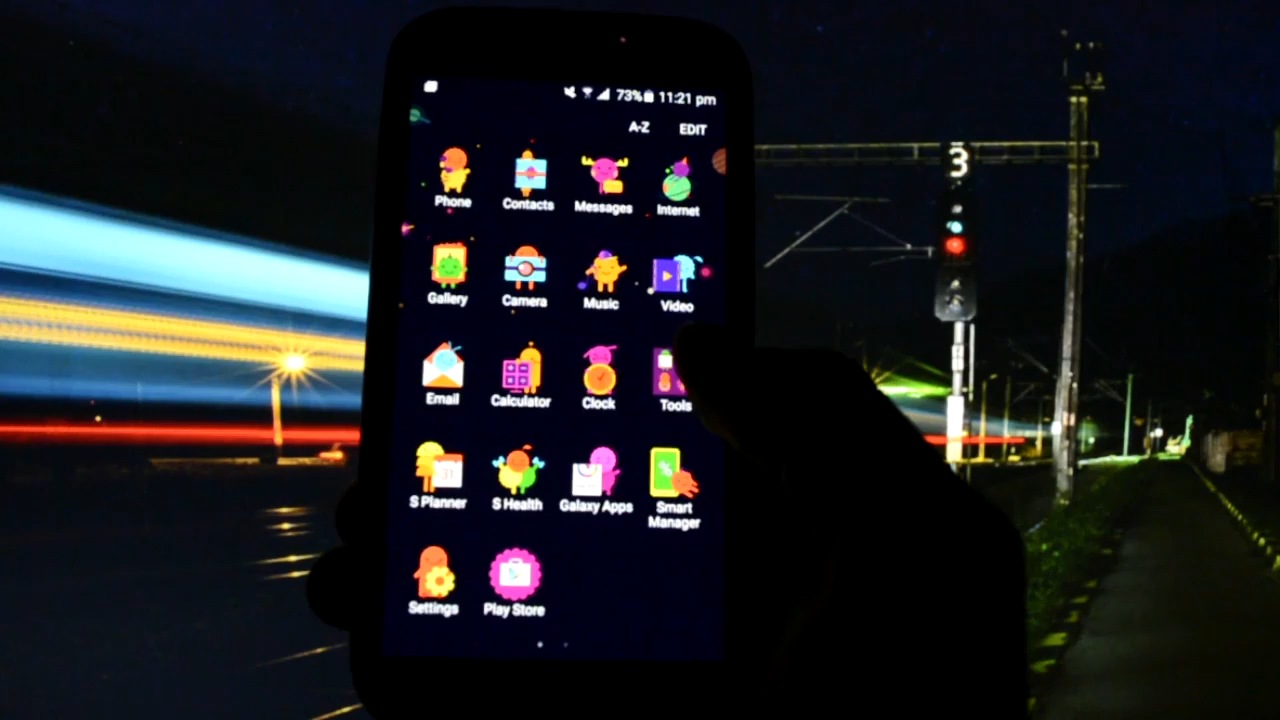 73% 11:21 pm
A-Z EDIT
3
Phone Contacts Messages Internet
Gallery Camera Music Video
Email Calculator Clock Tools
31
S Planner S Health Galaxy Apps Smart Manager
%
Settings Play Store